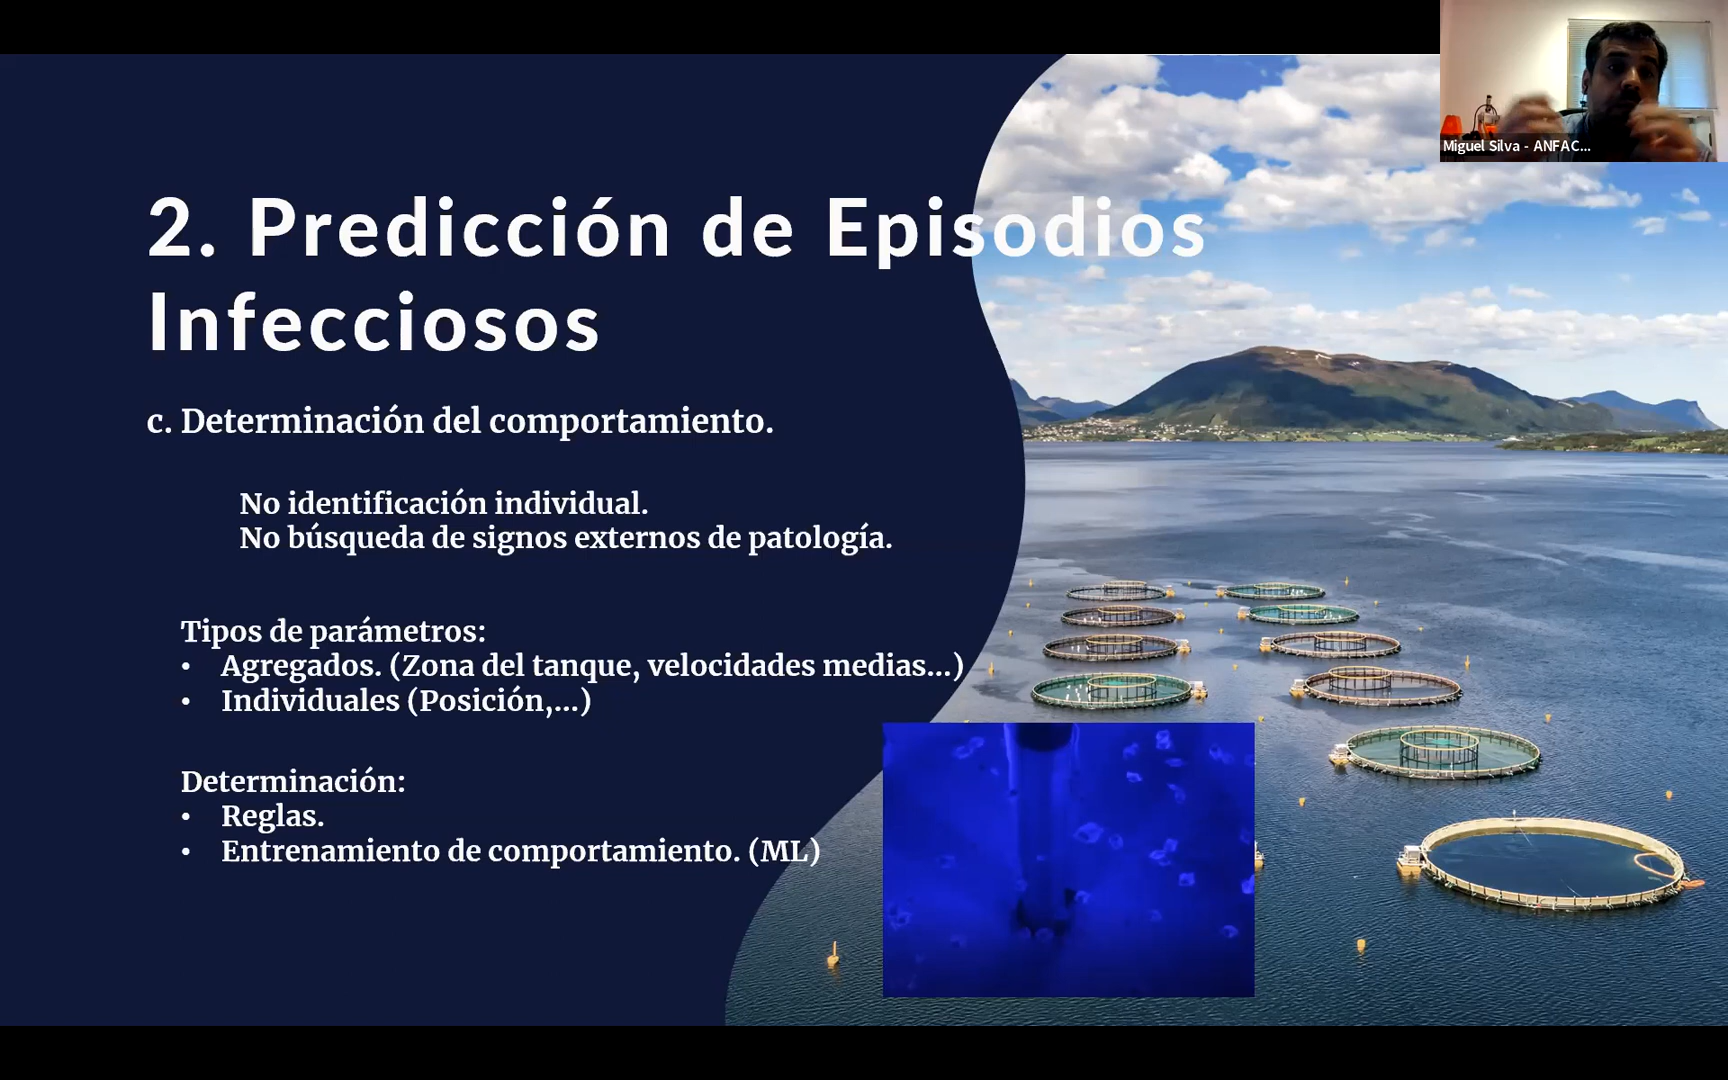 Miguel Silva - ANFAC...
2. Predicción de Episodios
Infecciosos
c. Determinación del comportamiento.
No identificación individual.
No búsqueda de signos externos de patología.
Tipos de parámetros:
• Agregados. (Zona del tanque, velocidades medias...)
• Individuales (Posición,...)
Determinación:
• Reglas.
• Entrenamiento de comportamiento. (ML)